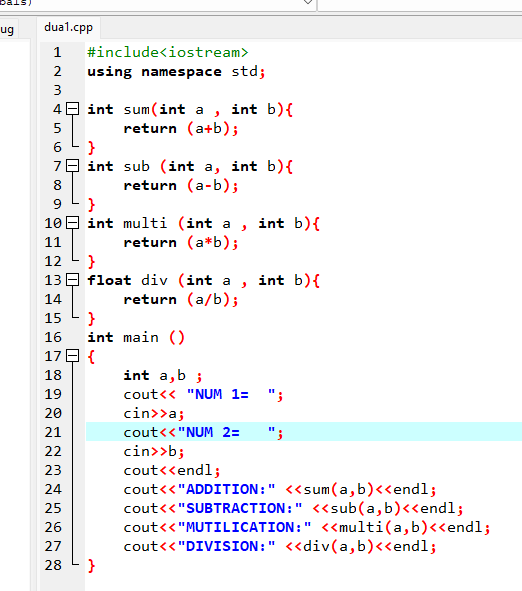 bals)
ug
dua1.cpp
1 #include<iostream>
2 using namespace std;
3
4 int sum(int a , int b){
5 return (a+b);
6 }
7 int sub (int a, int b){
8 return (a-b);
9 }
10 int multi (int a , int b){
11 return (a*b);
12 }
13 float div (int a , int b){
14 return (a/b);
15 }
16 int main ()
17 {
18 int a,b ;
19 cout<< "NUM 1=  ";
20 cin>>a;
21 cout<<"NUM 2=   ";
22 cin>>b;
23 cout<<endl;
24 cout<<"ADDITION:" <<sum(a,b)<<endl;
25 cout<<"SUBTRACTION:" <<sub(a,b)<<endl;
26 cout<<"MUTILICATION:" <<multi(a,b)<<endl;
27 cout<<"DIVISION:" <<div(a,b)<<endl;
28 }